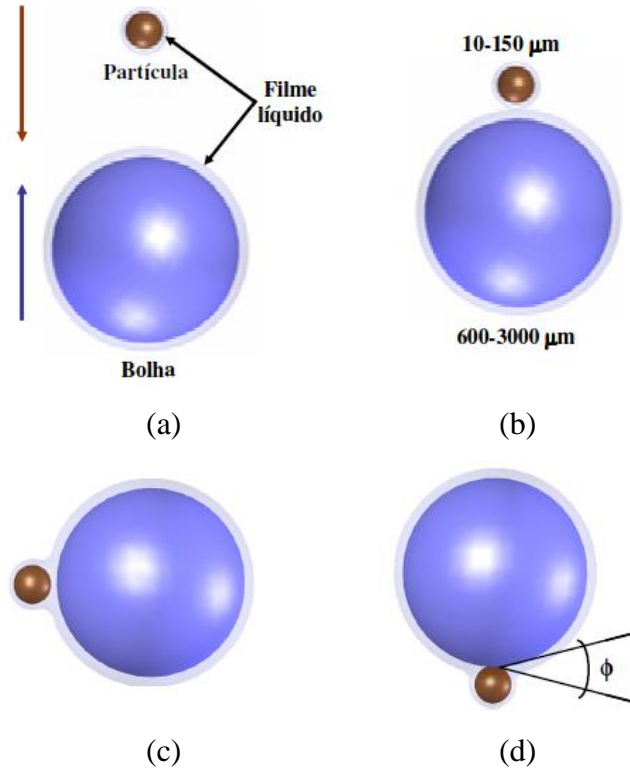 Partícula
Filme
líquido
Bolha
(a)
10-150 μm
600-3000 μm
(b)
(c)
ϕ
(d)